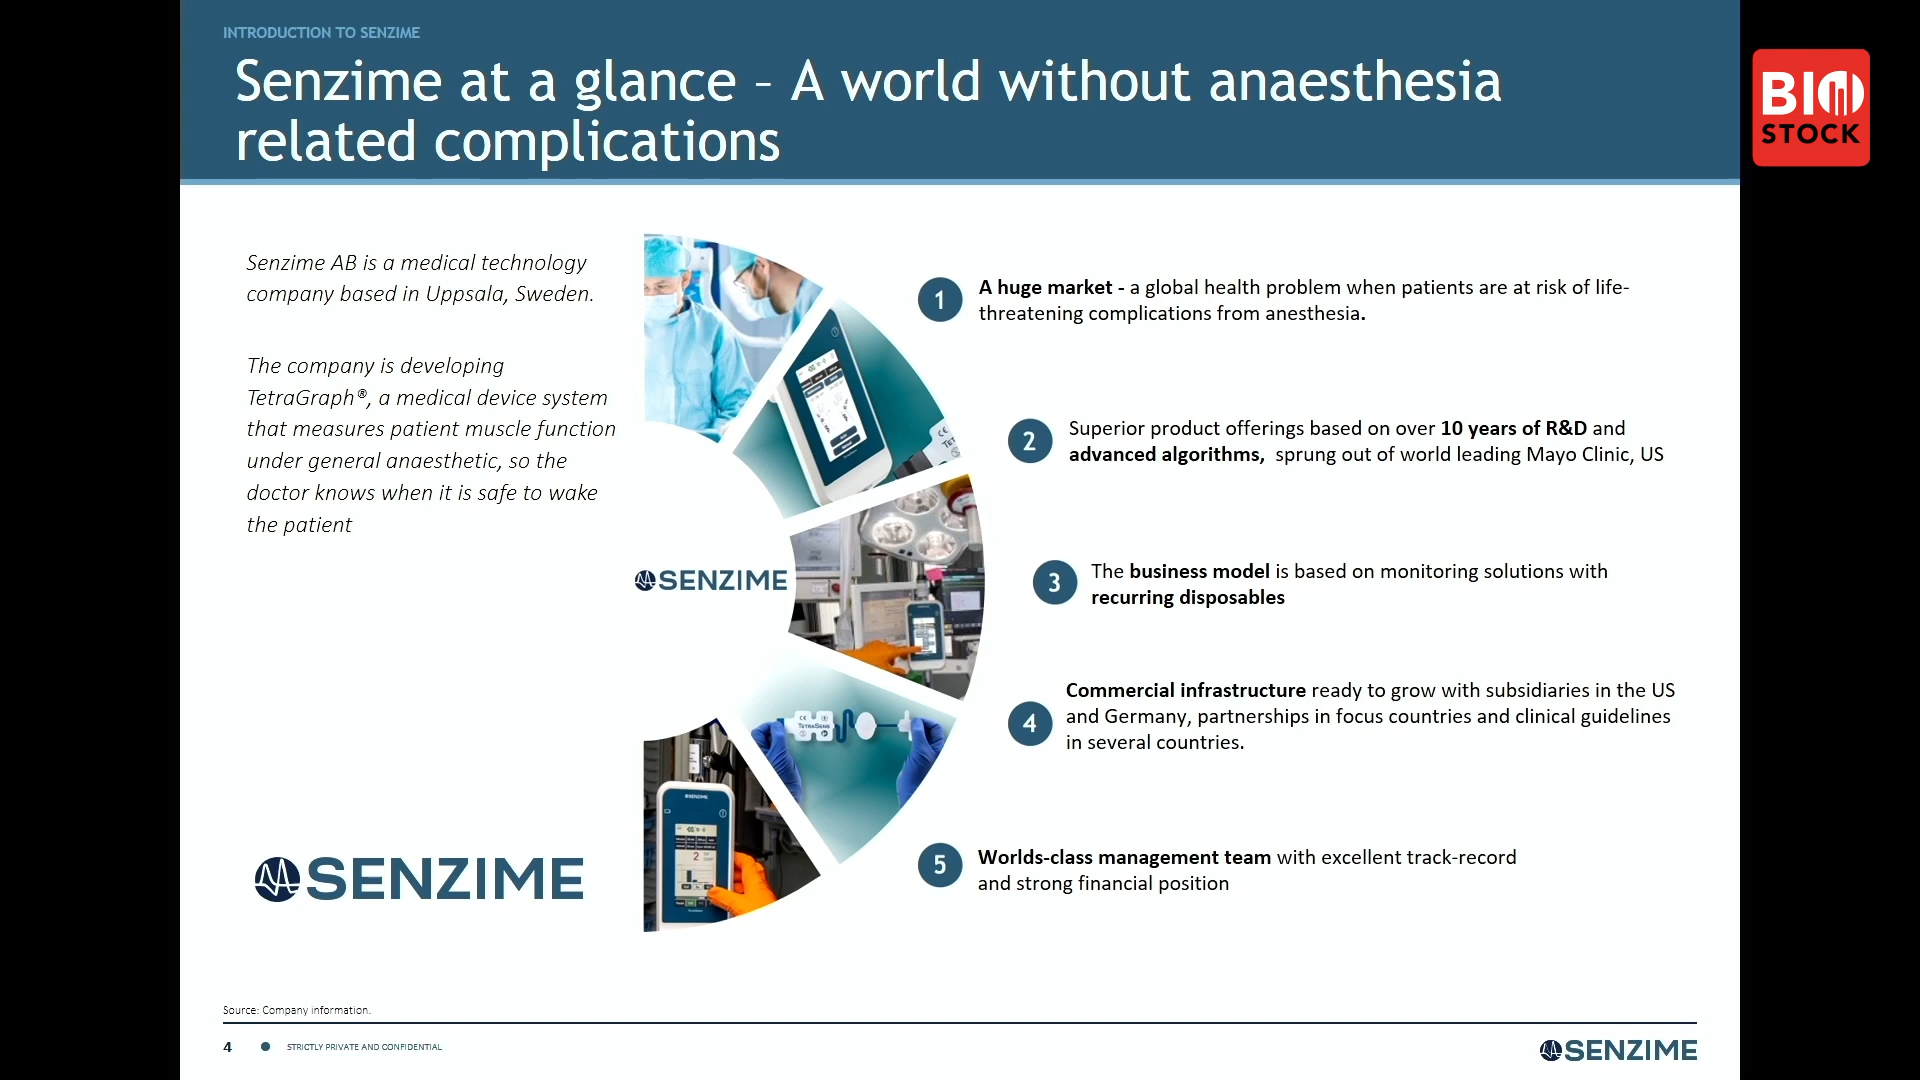 INTRODUCTION TO SENZIME
Senzime at a glance – A world without anaesthesia
related complications
BIO
STOCK
Senzime AB is a medical technology
company based in Uppsala, Sweden.
The company is developing
TetraGraph®, a medical device system
that measures patient muscle function
under general anaesthetic, so the
doctor knows when it is safe to wake
the patient
SENZIME
1
A huge market - a global health problem when patients are at risk of life-
threatening complications from anesthesia.
2
Superior product offerings based on over 10 years of R&D and
advanced algorithms, sprung out of world leading Mayo Clinic, US
3
The business model is based on monitoring solutions with
recurring disposables
TETRASENS
4
Commercial infrastructure ready to grow with subsidiaries in the US
and Germany, partnerships in focus countries and clinical guidelines
in several countries.
SENZIME
2
5
Worlds-class management team with excellent track-record
and strong financial position
SENZIME
Source: Company information.
4
STRICTLY PRIVATE AND CONFIDENTIAL
SENZIME